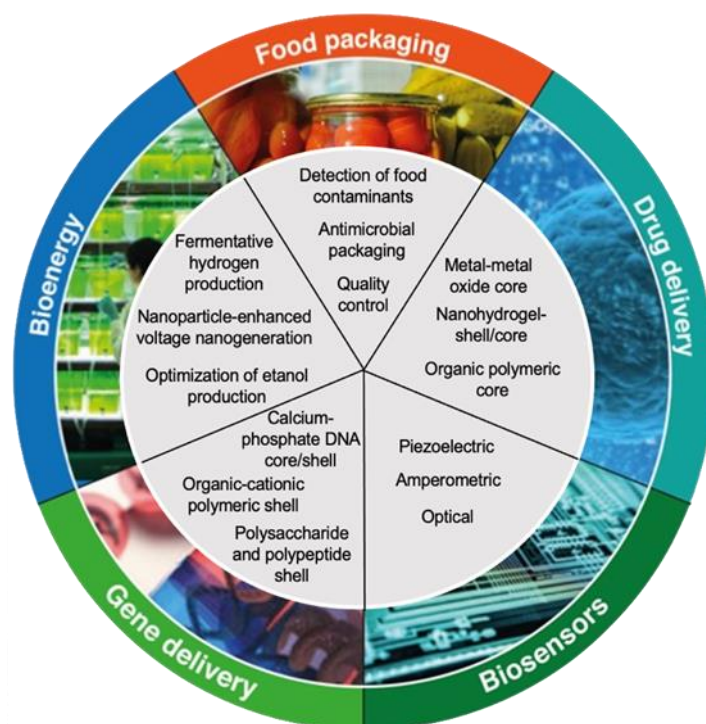 Food packaging
Detection of food
contaminants
Antimicrobial
packaging
Quality
control
Drug delivery
Metal-metal
oxide core
Nanohydrogel-
shell/core
Organic polymeric
core
Biosensors
Piezoelectric
Amperometric
Optical
Gene delivery
Calcium-
phosphate DNA
core/shell
Organic-cationic
polymeric shell
Polysaccharide
and polypeptide
shell
Bioenergy
Fermentative
hydrogen
production
Nanoparticle-enhanced
voltage nanogeneration
Optimization of etanol
production